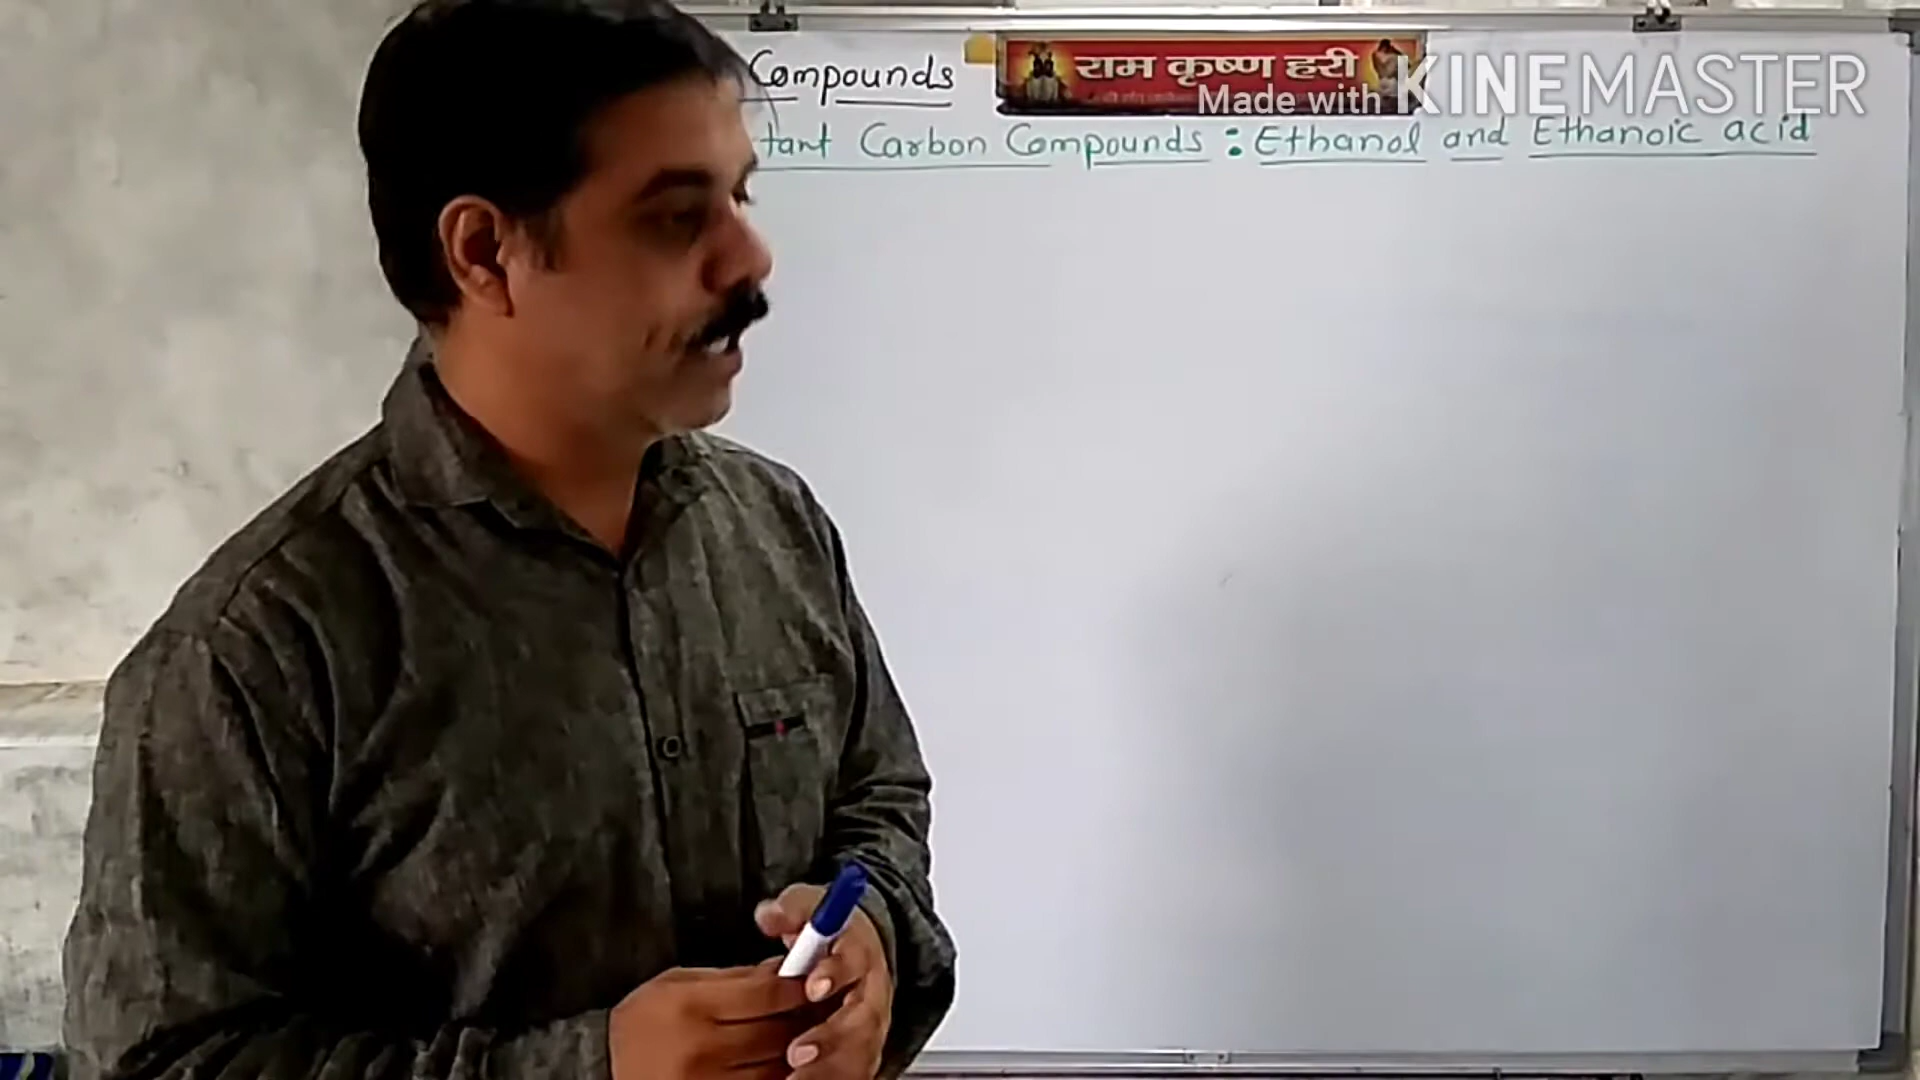 Compounds
राम कृष्ण हरी
Made with KINEMASTER
tant Carbon Compounds : Ethanol and Ethanoic acid